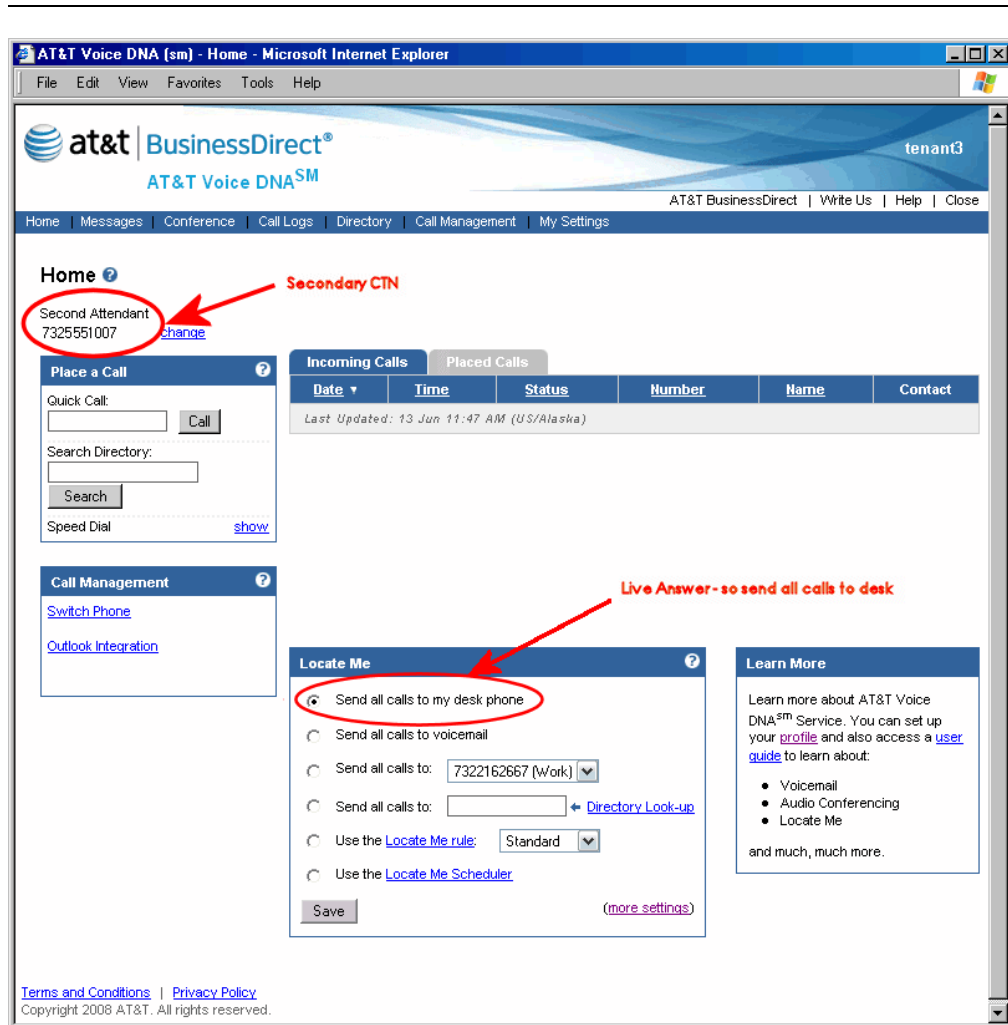 AT&T Voice DNA (sm) - Home - Microsoft Internet Explorer
File Edit View Favorites Tools Help
at&t | BusinessDirect®
tenant3
AT&T Voice DNA SM
AT&T BusinessDirect | Write Us | Help | Close
Home | Messages | Conference | Call Logs | Directory | Call Management | My Settings
Home ?
Secondary CTN
Second Attendant
7325551007 change
Place a Call ?
Quick Call:
Call
Search Directory:
Search
Speed Dial show
Incoming Calls Placed Calls
Date ▼ Time Status Number Name Contact
Last Updated: 13 Jun 11:47 AM (US/Alaska)
Call Management ?
Switch Phone
Outlook Integration
Live Answer - so send all calls to desk
Locate Me ?
Send all calls to my desk phone
Send all calls to voicemail
Send all calls to: 7322162667 (Work)
Send all calls to: Directory Look-up
Use the Locate Me rule: Standard
Use the Locate Me Scheduler
Save (more settings)
Learn More
Learn more about AT&T Voice
DNA sm Service. You can set up
your profile and also access a user
guide to learn about:
• Voicemail
• Audio Conferencing
• Locate Me
and much, much more.
Terms and Conditions | Privacy Policy
Copyright 2008 AT&T. All rights reserved.